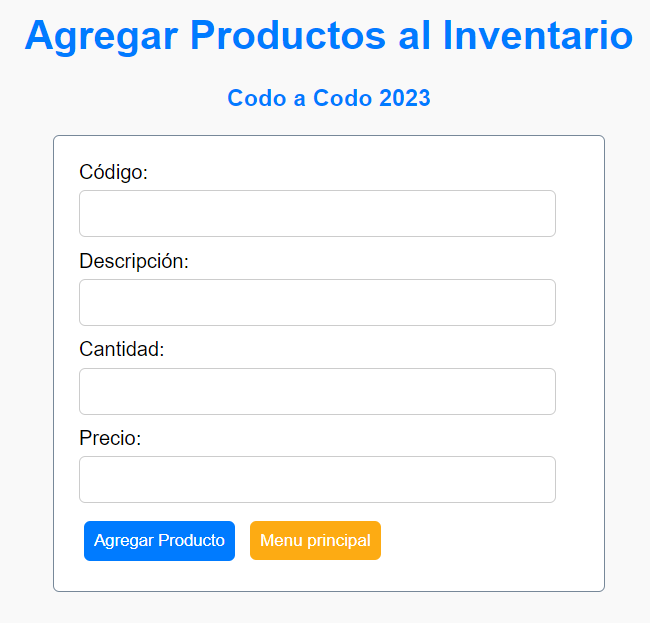 Agregar Productos al Inventario
Codo a Codo 2023
Código:
Descripción:
Cantidad:
Precio:
Agregar Producto Menu principal